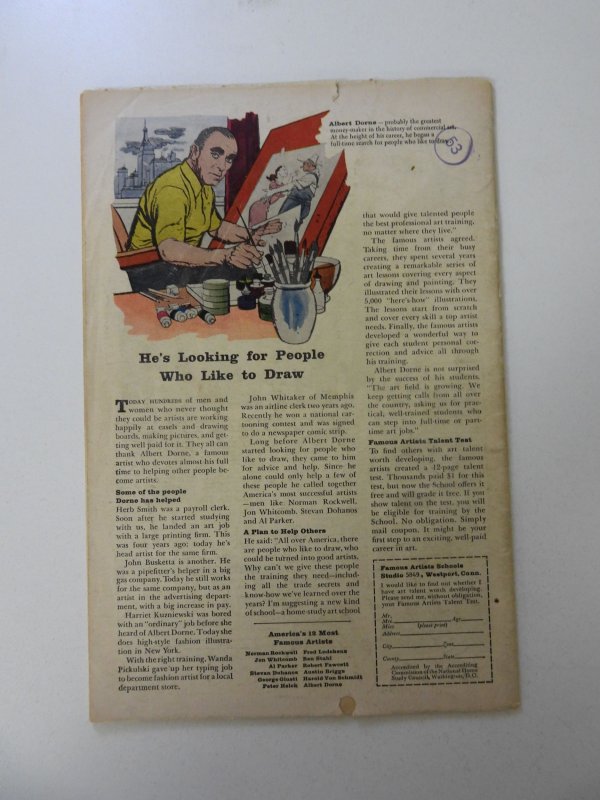 Albert Dorne — probably the greatest
money-maker in the history of commercial art.
At the height of his career, he began a
full-time search for people who like to draw
53
He's Looking for People
Who Like to Draw
TODAY HUNDREDS of men and
women who never thought
they could be artists are working
happily at easels and drawing
boards, making pictures, and get-
ting well paid for it. They all can
thank Albert Dorne, a famous
artist who devotes almost his full
time to helping other people be-
come artists.
Some of the people
Dorne has helped
Herb Smith was a payroll clerk.
Soon after he started studying
with us, he landed an art job
with a large printing firm. This
was four years ago; today he's
head artist for the same firm.
John Busketta is another. He
was a pipefitter's helper in a big
gas company. Today he still works
for the same company, but as an
artist in the advertising depart-
ment, with a big increase in pay.
Harriet Kuzniewski was bored
with an "ordinary" job before she
heard of Albert Dorne. Today she
does high-style fashion illustra-
tion in New York.
With the right training, Wanda
Pickulski gave up her typing job
to become fashion artist for a local
department store.
John Whitaker of Memphis
was an airline clerk two years ago.
Recently he won a national car-
tooning contest and was signed
to do a newspaper comic strip.
Long before Albert Dorne
started looking for people who
like to draw, they came to him
for advice and help. Since he
alone could help only a few of
these people he called together
America's most successful artists
—men like Norman Rockwell,
Jon Whitcomb, Stevan Dohanos
and Al Parker.
A Plan to Help Others
He said: "All over America, there
are people who like to draw, who
could be turned into good artists.
Why can't we give these people
the training they need—includ-
ing all the trade secrets and
know-how we've learned over the
years? I'm suggesting a new kind
of school—a home-study art school
America's 12 Most
Famous Artists
Norman Rockwell
Jon Whitcomb
Al Parker
Stevan Dohanos
George Giusti
Peter Helck
Fred Ludekens
Ben Stahl
Robert Fawcett
Austin Briggs
Harold Von Schmidt
Albert Dorne
that would give talented people
the best professional art training,
no matter where they live."
The famous artists agreed.
Taking time from their busy
careers, they spent several years
creating a remarkable series of
art lessons covering every aspect
of drawing and painting. They
illustrated their lessons with over
5,000 "here's-how" illustrations.
The lessons start from scratch
and cover every skill a top artist
needs. Finally, the famous artists
developed a wonderful way to
give each student personal cor-
rection and advice all through
his training.
Albert Dorne is not surprised
by the success of his students.
"The art field is growing. We
keep getting calls from all over
the country, asking us for prac-
tical, well-trained students who
can step into full-time or part-
time art jobs."
Famous Artists Talent Test
To find others with art talent
worth developing, the famous
artists created a 12-page talent
test. Thousands paid $1 for this
test, but now the School offers it
free and will grade it free. If you
show talent on the test, you will
be eligible for training by the
School. No obligation. Simply
mail coupon. It might be your
first step to an exciting, well-paid
career in art.
Famous Artists Schools
Studio 5849, Westport, Conn.
I would like to find out whether I
have art talent worth developing.
Please send me, without obligation,
your Famous Artists Talent Test.
Mr.
Mrs.
Miss
Age
(please print)
Address
City Zone
County State
Accredited by the Accrediting
Commission of the National Home
Study Council, Washington, D.C.